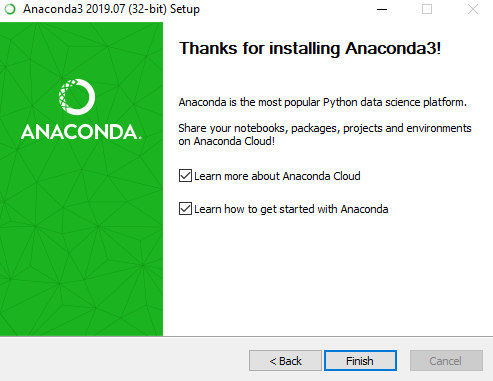 Anaconda3 2019.07 (32-bit) Setup
Thanks for installing Anaconda3!
ANACONDA.
Anaconda is the most popular Python data science platform.
Share your notebooks, packages, projects and environments
on Anaconda Cloud!
Learn more about Anaconda Cloud
Learn how to get started with Anaconda
< Back
Finish
Cancel